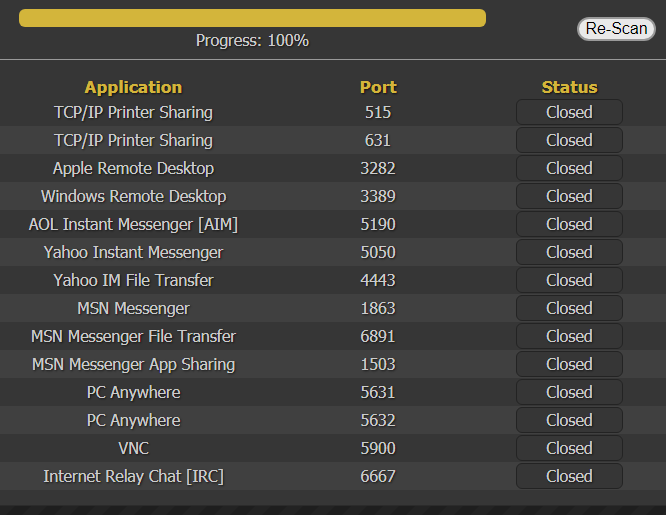 Progress: 100%
Re-Scan
Application Port Status
TCP/IP Printer Sharing 515 Closed
TCP/IP Printer Sharing 631 Closed
Apple Remote Desktop 3282 Closed
Windows Remote Desktop 3389 Closed
AOL Instant Messenger [AIM] 5190 Closed
Yahoo Instant Messenger 5050 Closed
Yahoo IM File Transfer 4443 Closed
MSN Messenger 1863 Closed
MSN Messenger File Transfer 6891 Closed
MSN Messenger App Sharing 1503 Closed
PC Anywhere 5631 Closed
PC Anywhere 5632 Closed
VNC 5900 Closed
Internet Relay Chat [IRC] 6667 Closed